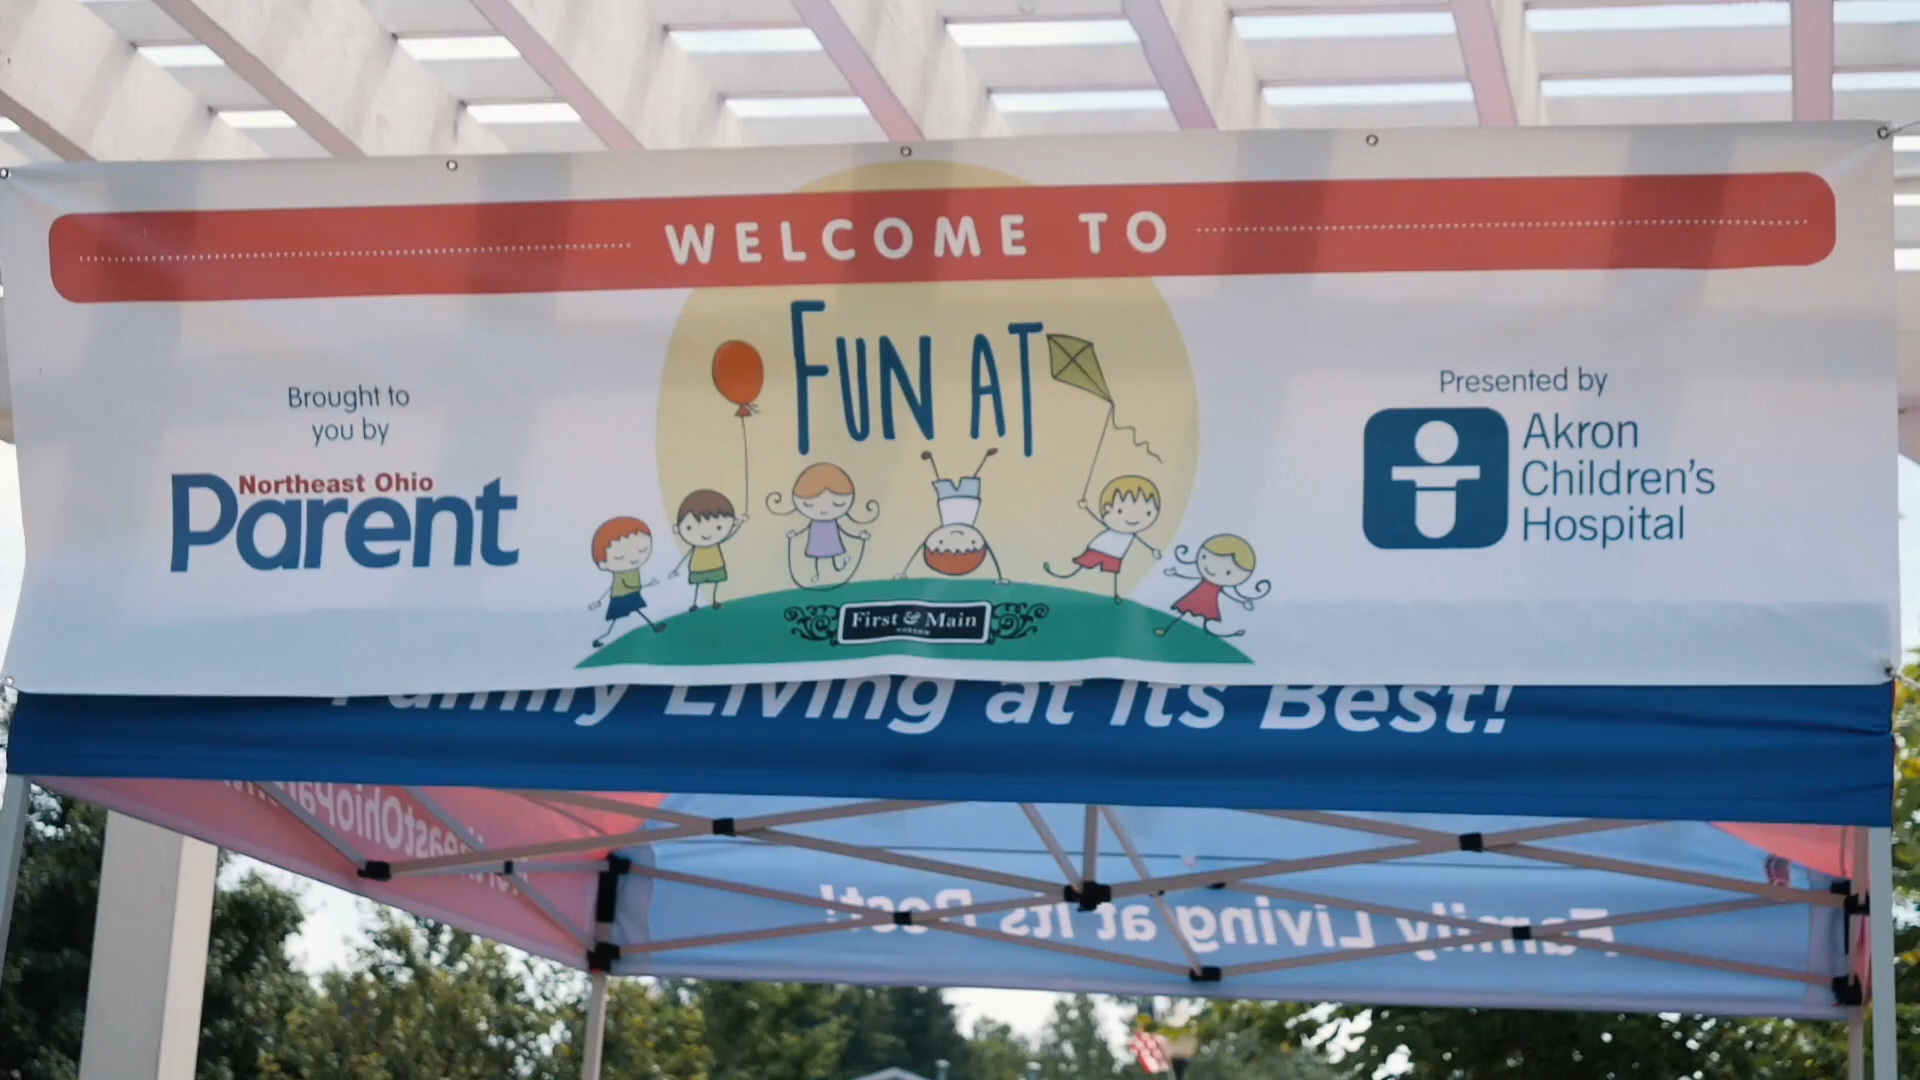 WELCOME TO
FUN AT
Brought to
you by
Northeast Ohio
Parent
Presented by
Akron
Children's
Hospital
First & Main
HUDSON
Family Living at Its Best!
Family Living at Its Best!